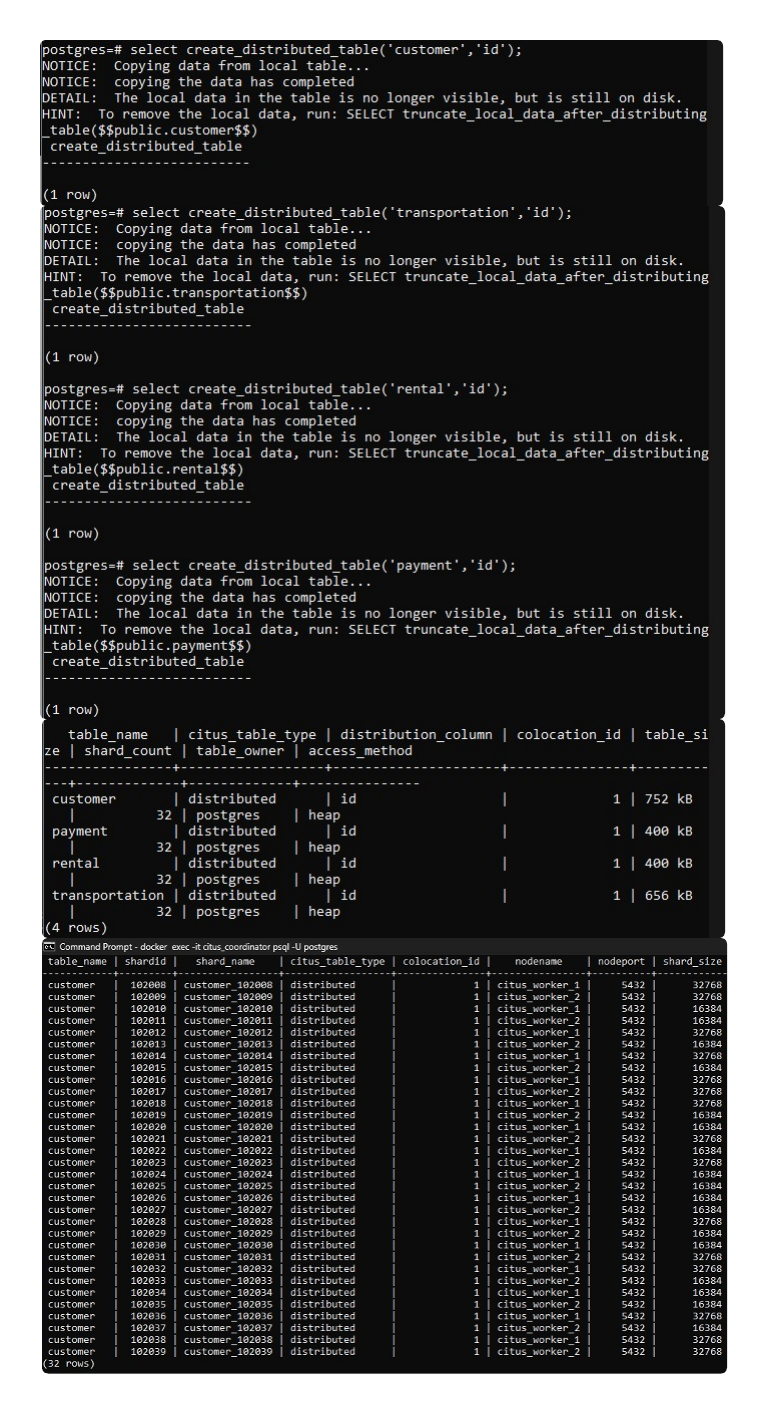 postgres=# select create_distributed_table('customer','id');
NOTICE:  Copying data from local table...
NOTICE:  copying the data has completed
DETAIL:  The local data in the table is no longer visible, but is still on disk.
HINT:  To remove the local data, run: SELECT truncate_local_data_after_distributing
_table($$public.customer$$)
 create_distributed_table
--------------------------
(1 row)
postgres=# select create_distributed_table('transportation','id');
NOTICE:  Copying data from local table...
NOTICE:  copying the data has completed
DETAIL:  The local data in the table is no longer visible, but is still on disk.
HINT:  To remove the local data, run: SELECT truncate_local_data_after_distributing
_table($$public.transportation$$)
 create_distributed_table
--------------------------
(1 row)
postgres=# select create_distributed_table('rental','id');
NOTICE:  Copying data from local table...
NOTICE:  copying the data has completed
DETAIL:  The local data in the table is no longer visible, but is still on disk.
HINT:  To remove the local data, run: SELECT truncate_local_data_after_distributing
_table($$public.rental$$)
 create_distributed_table
--------------------------
(1 row)
postgres=# select create_distributed_table('payment','id');
NOTICE:  Copying data from local table...
NOTICE:  copying the data has completed
DETAIL:  The local data in the table is no longer visible, but is still on disk.
HINT:  To remove the local data, run: SELECT truncate_local_data_after_distributing
_table($$public.payment$$)
 create_distributed_table
--------------------------
(1 row)
table_name | citus_table_type | distribution_column | colocation_id | table_si
ze | shard_count | table_owner | access_method
----------------+------------------+---------------------+---------------+---------
---+-------------+-------------+---------------
customer | distributed | id | 1 | 752 kB
| 32 | postgres | heap
payment | distributed | id | 1 | 400 kB
| 32 | postgres | heap
rental | distributed | id | 1 | 400 kB
| 32 | postgres | heap
transportation | distributed | id | 1 | 656 kB
| 32 | postgres | heap
(4 rows)
Command Prompt - docker exec -it citus_coordinator psql -U postgres
table_name | shardid | shard_name | citus_table_type | colocation_id | nodename | nodeport | shard_size
------------+---------+-----------------+------------------+---------------+----------------+----------+------------
customer | 102008 | customer_102008 | distributed | 1 | citus_worker_1 | 5432 | 32768
customer | 102009 | customer_102009 | distributed | 1 | citus_worker_2 | 5432 | 32768
customer | 102010 | customer_102010 | distributed | 1 | citus_worker_1 | 5432 | 16384
customer | 102011 | customer_102011 | distributed | 1 | citus_worker_2 | 5432 | 16384
customer | 102012 | customer_102012 | distributed | 1 | citus_worker_1 | 5432 | 32768
customer | 102013 | customer_102013 | distributed | 1 | citus_worker_2 | 5432 | 16384
customer | 102014 | customer_102014 | distributed | 1 | citus_worker_1 | 5432 | 32768
customer | 102015 | customer_102015 | distributed | 1 | citus_worker_2 | 5432 | 16384
customer | 102016 | customer_102016 | distributed | 1 | citus_worker_1 | 5432 | 32768
customer | 102017 | customer_102017 | distributed | 1 | citus_worker_2 | 5432 | 32768
customer | 102018 | customer_102018 | distributed | 1 | citus_worker_1 | 5432 | 32768
customer | 102019 | customer_102019 | distributed | 1 | citus_worker_2 | 5432 | 16384
customer | 102020 | customer_102020 | distributed | 1 | citus_worker_1 | 5432 | 16384
customer | 102021 | customer_102021 | distributed | 1 | citus_worker_2 | 5432 | 32768
customer | 102022 | customer_102022 | distributed | 1 | citus_worker_1 | 5432 | 16384
customer | 102023 | customer_102023 | distributed | 1 | citus_worker_2 | 5432 | 32768
customer | 102024 | customer_102024 | distributed | 1 | citus_worker_1 | 5432 | 16384
customer | 102025 | customer_102025 | distributed | 1 | citus_worker_2 | 5432 | 16384
customer | 102026 | customer_102026 | distributed | 1 | citus_worker_1 | 5432 | 16384
customer | 102027 | customer_102027 | distributed | 1 | citus_worker_2 | 5432 | 16384
customer | 102028 | customer_102028 | distributed | 1 | citus_worker_1 | 5432 | 32768
customer | 102029 | customer_102029 | distributed | 1 | citus_worker_2 | 5432 | 16384
customer | 102030 | customer_102030 | distributed | 1 | citus_worker_1 | 5432 | 16384
customer | 102031 | customer_102031 | distributed | 1 | citus_worker_2 | 5432 | 32768
customer | 102032 | customer_102032 | distributed | 1 | citus_worker_1 | 5432 | 32768
customer | 102033 | customer_102033 | distributed | 1 | citus_worker_2 | 5432 | 16384
customer | 102034 | customer_102034 | distributed | 1 | citus_worker_1 | 5432 | 16384
customer | 102035 | customer_102035 | distributed | 1 | citus_worker_2 | 5432 | 16384
customer | 102036 | customer_102036 | distributed | 1 | citus_worker_1 | 5432 | 32768
customer | 102037 | customer_102037 | distributed | 1 | citus_worker_2 | 5432 | 16384
customer | 102038 | customer_102038 | distributed | 1 | citus_worker_1 | 5432 | 32768
customer | 102039 | customer_102039 | distributed | 1 | citus_worker_2 | 5432 | 32768
(32 rows)